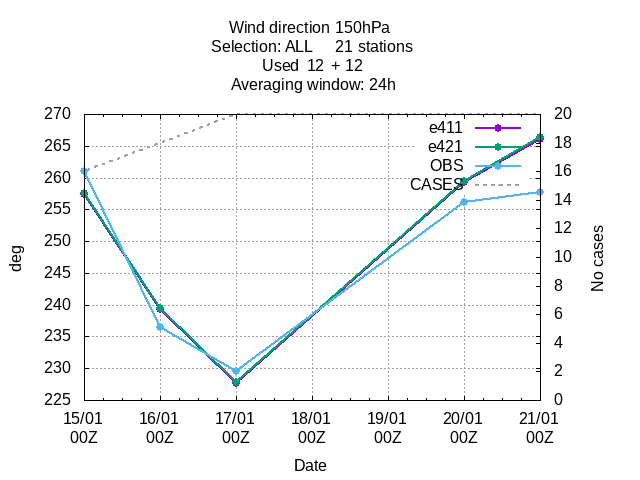 Wind direction 150hPa
Selection: ALL 21 stations
Used 12 + 12
Averaging window: 24h
270
265
260
255
250
245
240
235
230
225
deg
20
18
16
14
12
10
8
6
4
2
0
No cases
e411
e421
OBS
CASES
15/01 16/01 17/01 18/01 19/01 20/01 21/01
00Z 00Z 00Z 00Z 00Z 00Z 00Z
Date